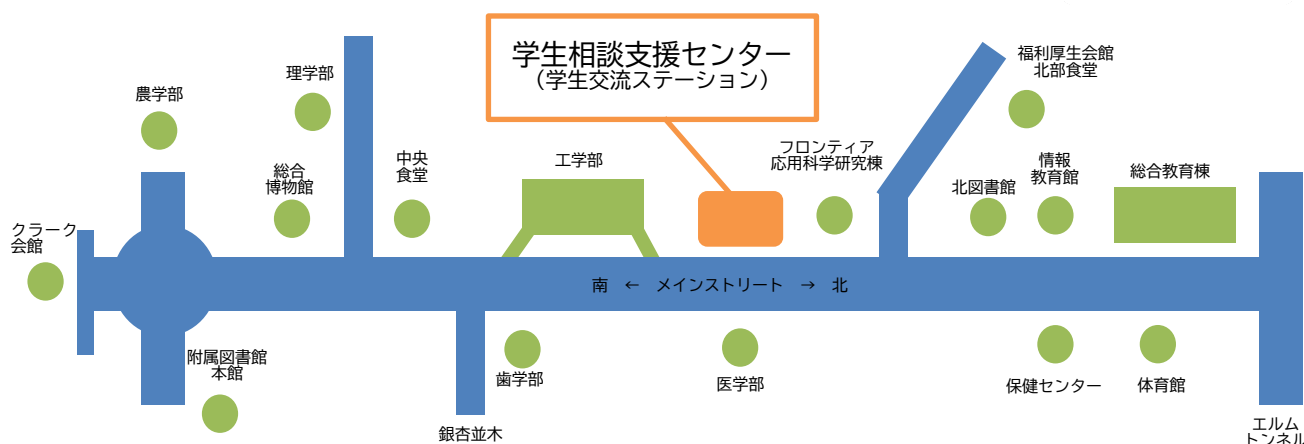 学生相談支援センター
（学生交流ステーション）
福利厚生会館
北部食堂
理学部
農学部
総合
博物館
中央
食堂
工学部
フロンティア
応用科学研究棟
北図書館
情報
教育館
総合教育棟
クラーク
会館
南 ← メインストリート → 北
附属図書館
本館
歯学部
医学部
保健センター
体育館
銀杏並木
エルム
トンネル